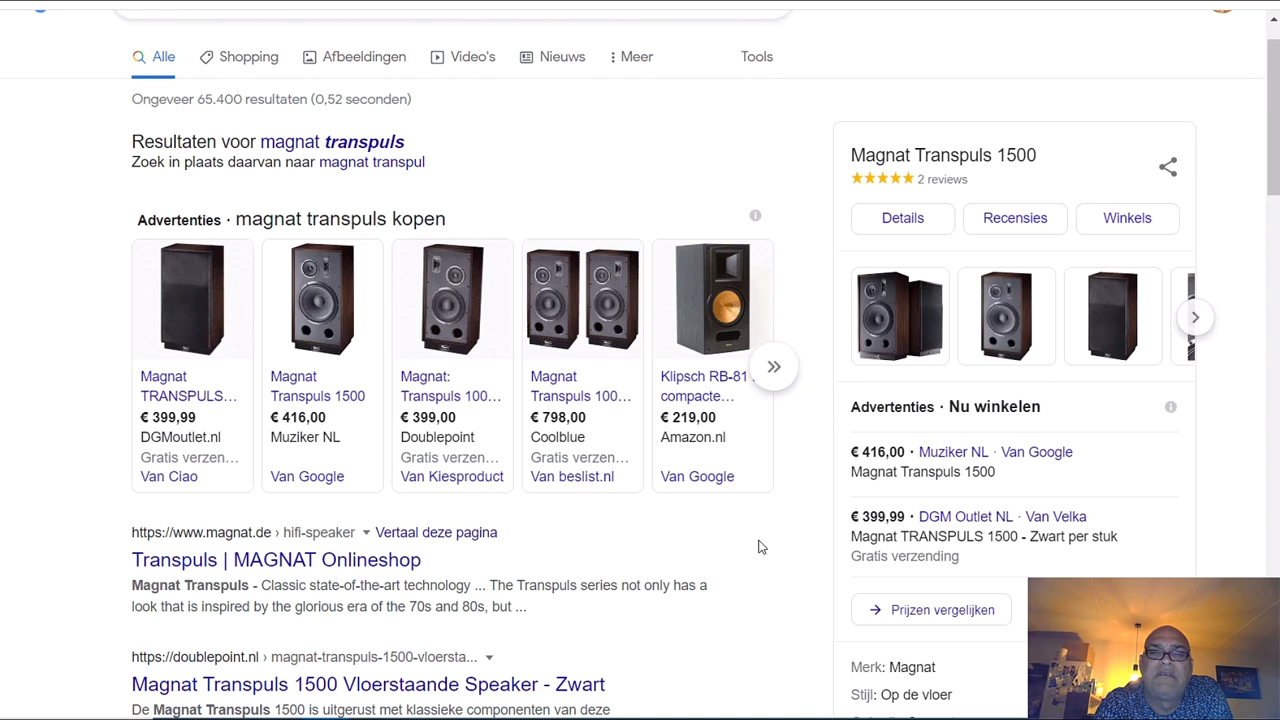 Alle Shopping Afbeeldingen Video's Nieuws Meer Tools
Ongeveer 65.400 resultaten (0,52 seconden)
Resultaten voor magnat transpuls
Zoek in plaats daarvan naar magnat transpul
Advertenties · magnat transpuls kopen
Magnat
TRANSPULS...
€ 399,99
DGMoutlet.nl
Gratis verzen...
Van Ciao
Magnat
Transpuls 1500
€ 416,00
Muziker NL
Van Google
Magnat:
Transpuls 100...
€ 399,00
Doublepoint
Gratis verzen...
Van Kiesproduct
Magnat
Transpuls 100...
€ 798,00
Coolblue
Gratis verzen...
Van beslist.nl
Klipsch RB-81
compacte...
€ 219,00
Amazon.nl
Van Google
https://www.magnat.de › hifi-speaker Vertaal deze pagina
Transpuls | MAGNAT Onlineshop
Magnat Transpuls - Classic state-of-the-art technology ... The Transpuls series not only has a
look that is inspired by the glorious era of the 70s and 80s, but ...
https://doublepoint.nl › magnat-transpuls-1500-vloersta...
Magnat Transpuls 1500 Vloerstaande Speaker - Zwart
De Magnat Transpuls 1500 is uitgerust met klassieke componenten van deze
Magnat Transpuls 1500
2 reviews
Details Recensies Winkels
Advertenties · Nu winkelen
€ 416,00 · Muziker NL · Van Google
Magnat Transpuls 1500
€ 399,99 · DGM Outlet NL · Van Velka
Magnat TRANSPULS 1500 - Zwart per stuk
Gratis verzending
Prijzen vergelijken
Merk: Magnat
Stijl: Op de vloer